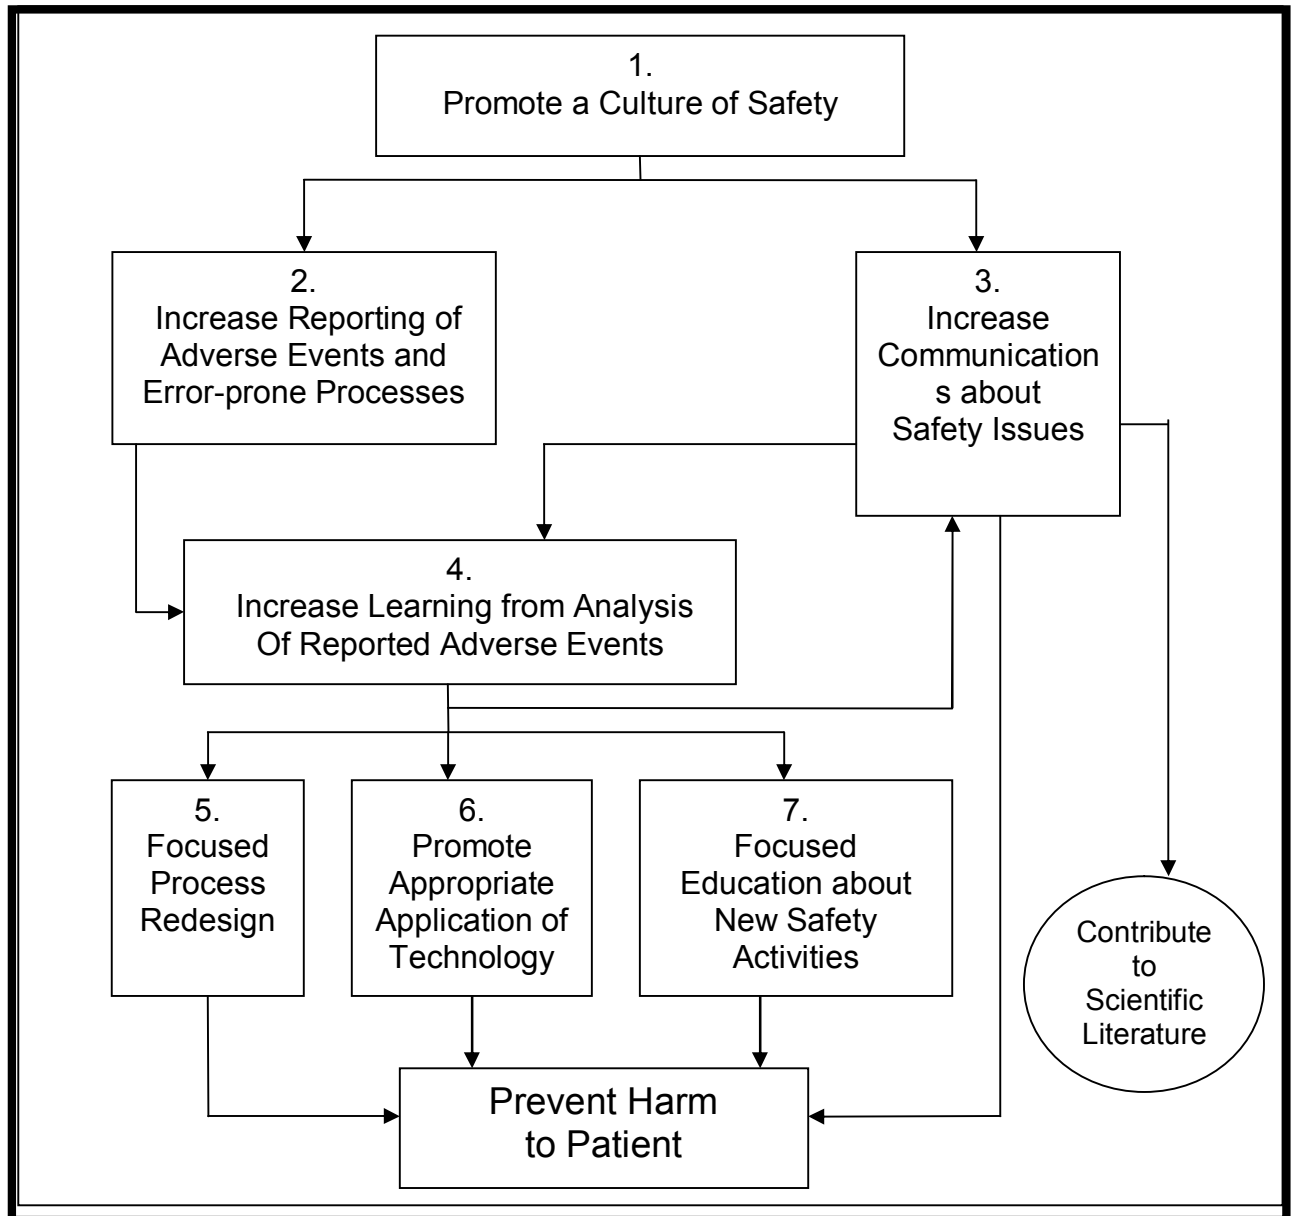 1.
Promote a Culture of Safety
2.
Increase Reporting of
Adverse Events and
Error-prone Processes
3.
Increase
Communication
s about
Safety Issues
4.
Increase Learning from Analysis
Of Reported Adverse Events
5.
Focused
Process
Redesign
6.
Promote
Appropriate
Application of
Technology
7.
Focused
Education about
New Safety
Activities
Contribute
to
Scientific
Literature
Prevent Harm
to Patient